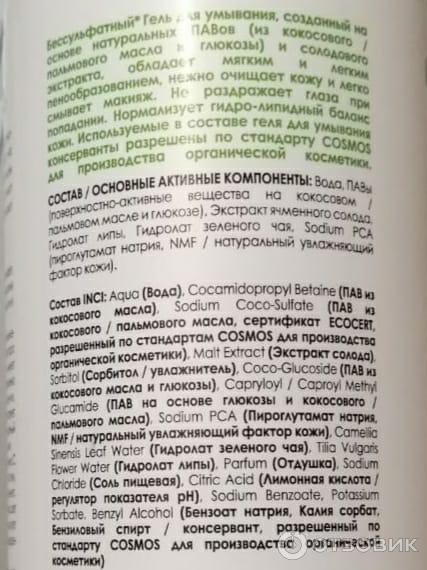 Бессульфатный* Гель для умывания, созданный на
основе натуральных ПАВов (из кокосового /
пальмового масла и глюкозы) и солодового
экстракта, обладает мягким и легким
пенообразованием, нежно очищает кожу и легко
смывает макияж. Не раздражает глаза при
попадании. Нормализует гидро-липидный баланс
кожи. Используемые в составе геля для умывания
консерванты разрешены по стандарту COSMOS
для производства органической косметики.
СОСТАВ / ОСНОВНЫЕ АКТИВНЫЕ КОМПОНЕНТЫ: Вода, ПАВы
(поверхностно-активные вещества на кокосовом /
пальмовом масле и глюкозе), Экстракт ячменного солода,
Гидролат липы, Гидролат зеленого чая, Sodium PCA
(пироглутамат натрия, NMF / натуральный увлажняющий
фактор кожи).
Состав INCI: Aqua (Вода), Cocamidopropyl Betaine (ПАВ из
кокосового масла), Sodium Coco-Sulfate (ПАВ из
кокосового / пальмового масла, сертификат ECOCERT,
разрешенный по стандартам COSMOS для производства
органической косметики), Malt Extract (Экстракт солода),
Sorbitol (Сорбитол / увлажнитель), Coco-Glucoside (ПАВ из
кокосового масла и глюкозы), Capryloyl / Caproyl Methyl
Glucamide (ПАВ на основе глюкозы и кокосового /
пальмового масла), Sodium PCA (Пироглутамат натрия,
NMF / натуральный увлажняющий фактор кожи), Camellia
Sinensis Leaf Water (Гидролат зеленого чая), Tilia Vulgaris
Flower Water (Гидролат липы), Parfum (Отдушка), Sodium
Chloride (Соль пищевая), Citric Acid (Лимонная кислота /
регулятор показателя pH), Sodium Benzoate, Potassium
Sorbate, Benzyl Alcohol (Бензоат натрия, Калия сорбат,
Бензиловый спирт / консервант, разрешенный по
стандарту COSMOS для производства органической
косметики)
ОТЗОВИК